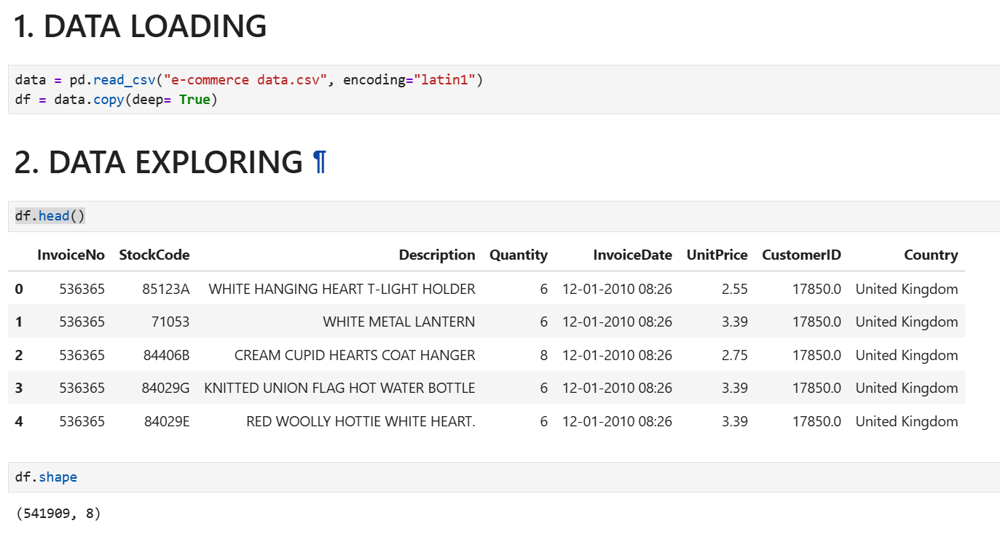 1. DATA LOADING
data = pd.read_csv("e-commerce data.csv", encoding="latin1")
df = data.copy(deep= True)
2. DATA EXPLORING ¶
df.head()
InvoiceNo StockCode Description Quantity InvoiceDate UnitPrice CustomerID Country
0 536365 85123A WHITE HANGING HEART T-LIGHT HOLDER 6 12-01-2010 08:26 2.55 17850.0 United Kingdom
1 536365 71053 WHITE METAL LANTERN 6 12-01-2010 08:26 3.39 17850.0 United Kingdom
2 536365 84406B CREAM CUPID HEARTS COAT HANGER 8 12-01-2010 08:26 2.75 17850.0 United Kingdom
3 536365 84029G KNITTED UNION FLAG HOT WATER BOTTLE 6 12-01-2010 08:26 3.39 17850.0 United Kingdom
4 536365 84029E RED WOOLLY HOTTIE WHITE HEART. 6 12-01-2010 08:26 3.39 17850.0 United Kingdom
df.shape
(541909, 8)